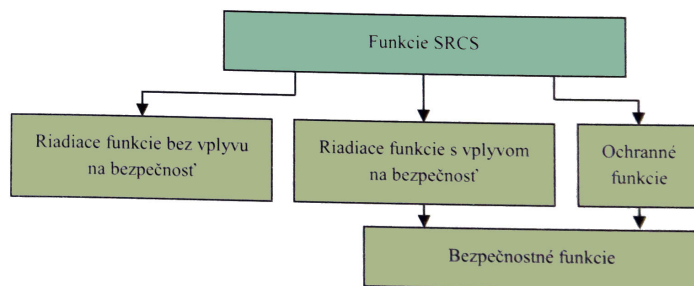 Funkcie SRCS
Riadiace funkcie bez vplyvu
na bezpečnosť
Riadiace funkcie s vplyvom
na bezpečnosť
Ochranné
funkcie
Bezpečnostné funkcie